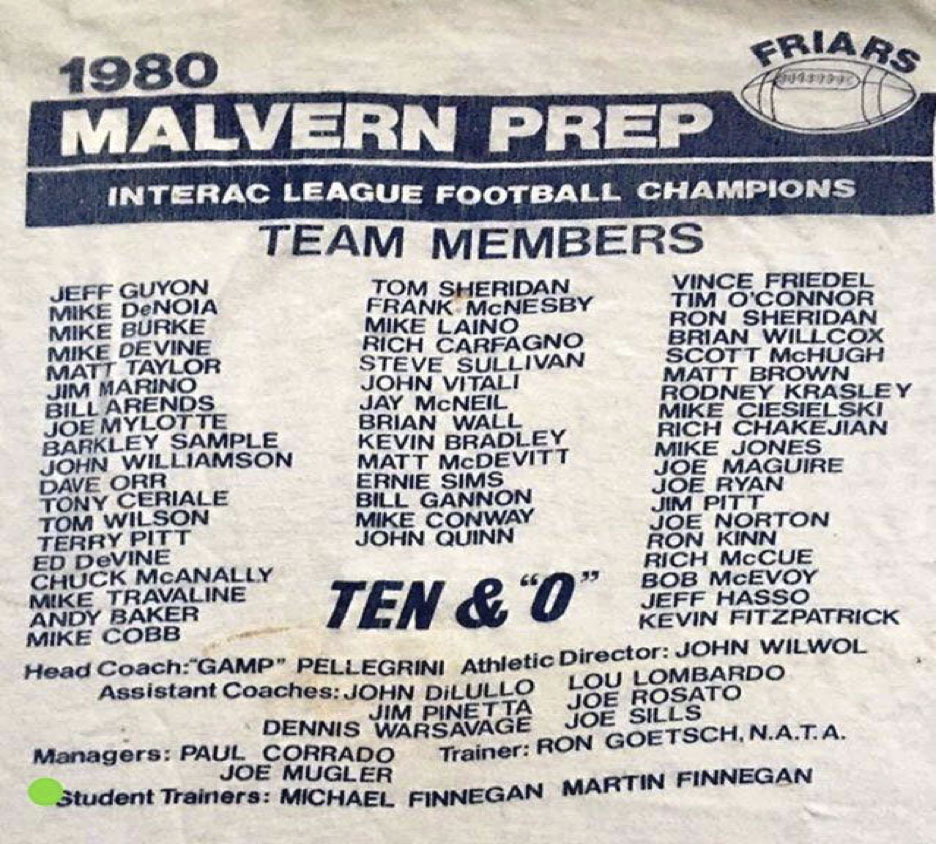 FRIARS
1980
MALVERN PREP
INTERAC LEAGUE FOOTBALL CHAMPIONS
TEAM MEMBERS
JEFF GUYON
MIKE DeNOIA
MIKE BURKE
MIKE DEVINE
MATT TAYLOR
JIM MARINO
BILL ARENDS
JOE MYLOTTE
BARKLEY SAMPLE
JOHN WILLIAMSON
DAVE ORR
TONY CERIALE
TOM WILSON
TERRY PITT
ED DeVINE
CHUCK McANALLY
MIKE TRAVALINE
ANDY BAKER
MIKE COBB
TOM SHERIDAN
FRANK McNESBY
MIKE LAINO
RICH CARFAGNO
STEVE SULLIVAN
JOHN VITALI
JAY McNEIL
BRIAN WALL
KEVIN BRADLEY
MATT McDEVITT
ERNIE SIMS
BILL GANNON
MIKE CONWAY
JOHN QUINN
VINCE FRIEDEL
TIM O'CONNOR
RON SHERIDAN
BRIAN WILLCOX
SCOTT McHUGH
MATT BROWN
RODNEY KRASLEY
MIKE CIESIELSKI
RICH CHAKEJIAN
MIKE JONES
JOE MAGUIRE
JOE RYAN
JIM PITT
JOE NORTON
RON KINN
RICH McCUE
BOB McEVOY
JEFF HASSO
KEVIN FITZPATRICK
TEN & "O"
Head Coach: "GAMP" PELLEGRINI Athletic Director: JOHN WILWOL
Assistant Coaches: JOHN DiLULLO LOU LOMBARDO
JIM PINETTA JOE ROSATO
DENNIS WARSAVAGE JOE SILLS
Managers: PAUL CORRADO Trainer: RON GOETSCH, N.A.T.A.
JOE MUGLER
Student Trainers: MICHAEL FINNEGAN MARTIN FINNEGAN